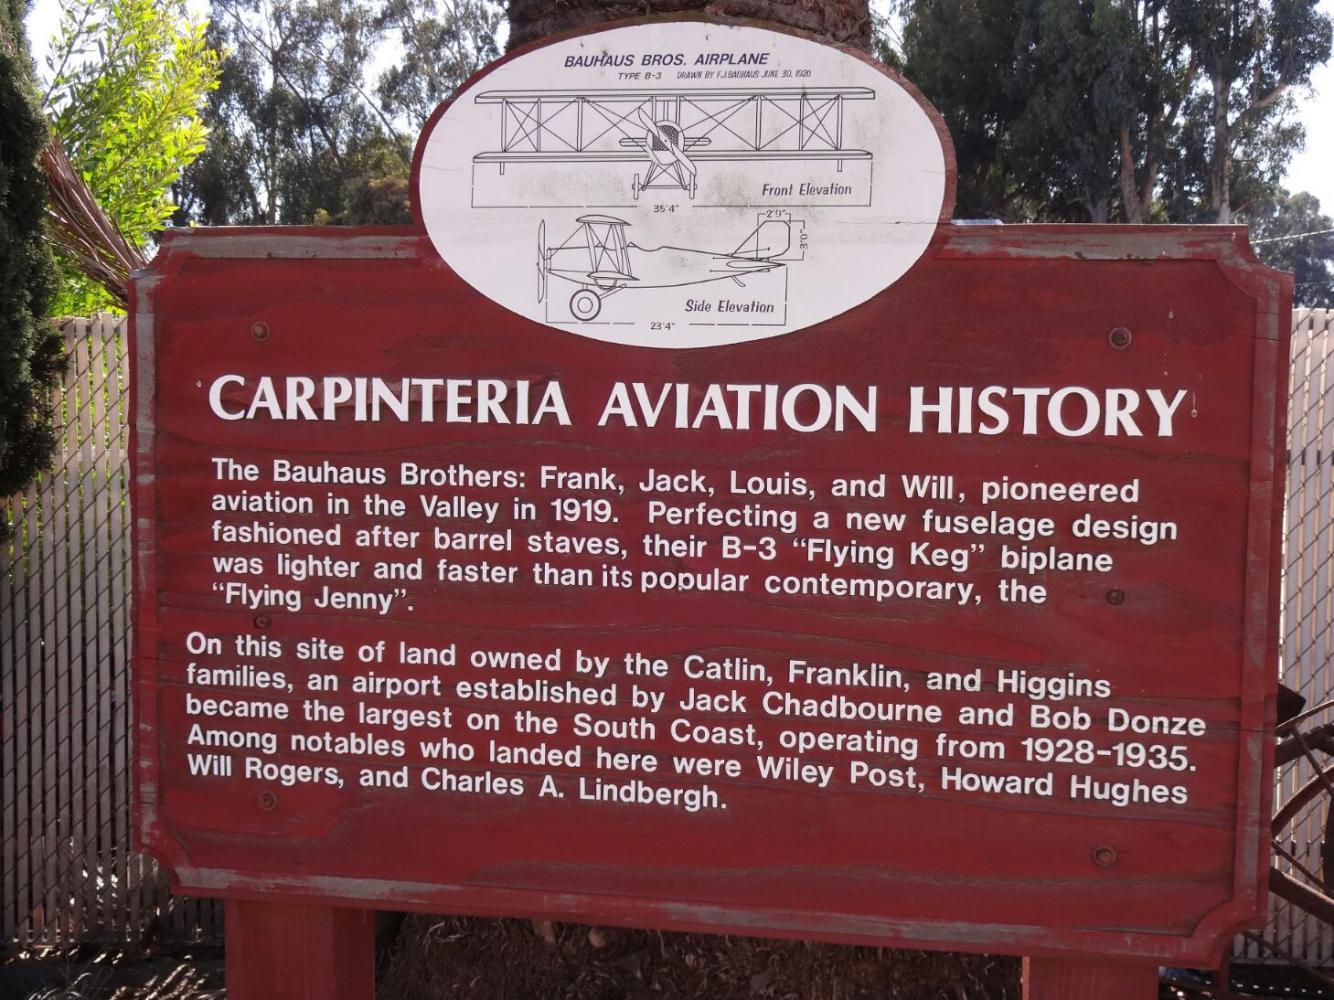 BAUHAUS BROS. AIRPLANE
TYPE B-3 DRAWN BY F.J.BAUHAUS JUNE 30, 1920
Front Elevation
35'4"
2'9"
3'0"
Side Elevation
23'4"
CARPINTERIA AVIATION HISTORY
The Bauhaus Brothers: Frank, Jack, Louis, and Will, pioneered
aviation in the Valley in 1919. Perfecting a new fuselage design
fashioned after barrel staves, their B-3 “Flying Keg” biplane
was lighter and faster than its popular contemporary, the
“Flying Jenny”.
On this site of land owned by the Catlin, Franklin, and Higgins
families, an airport established by Jack Chadbourne and Bob Donze
became the largest on the South Coast, operating from 1928-1935.
Among notables who landed here were Wiley Post, Howard Hughes
Will Rogers, and Charles A. Lindbergh.